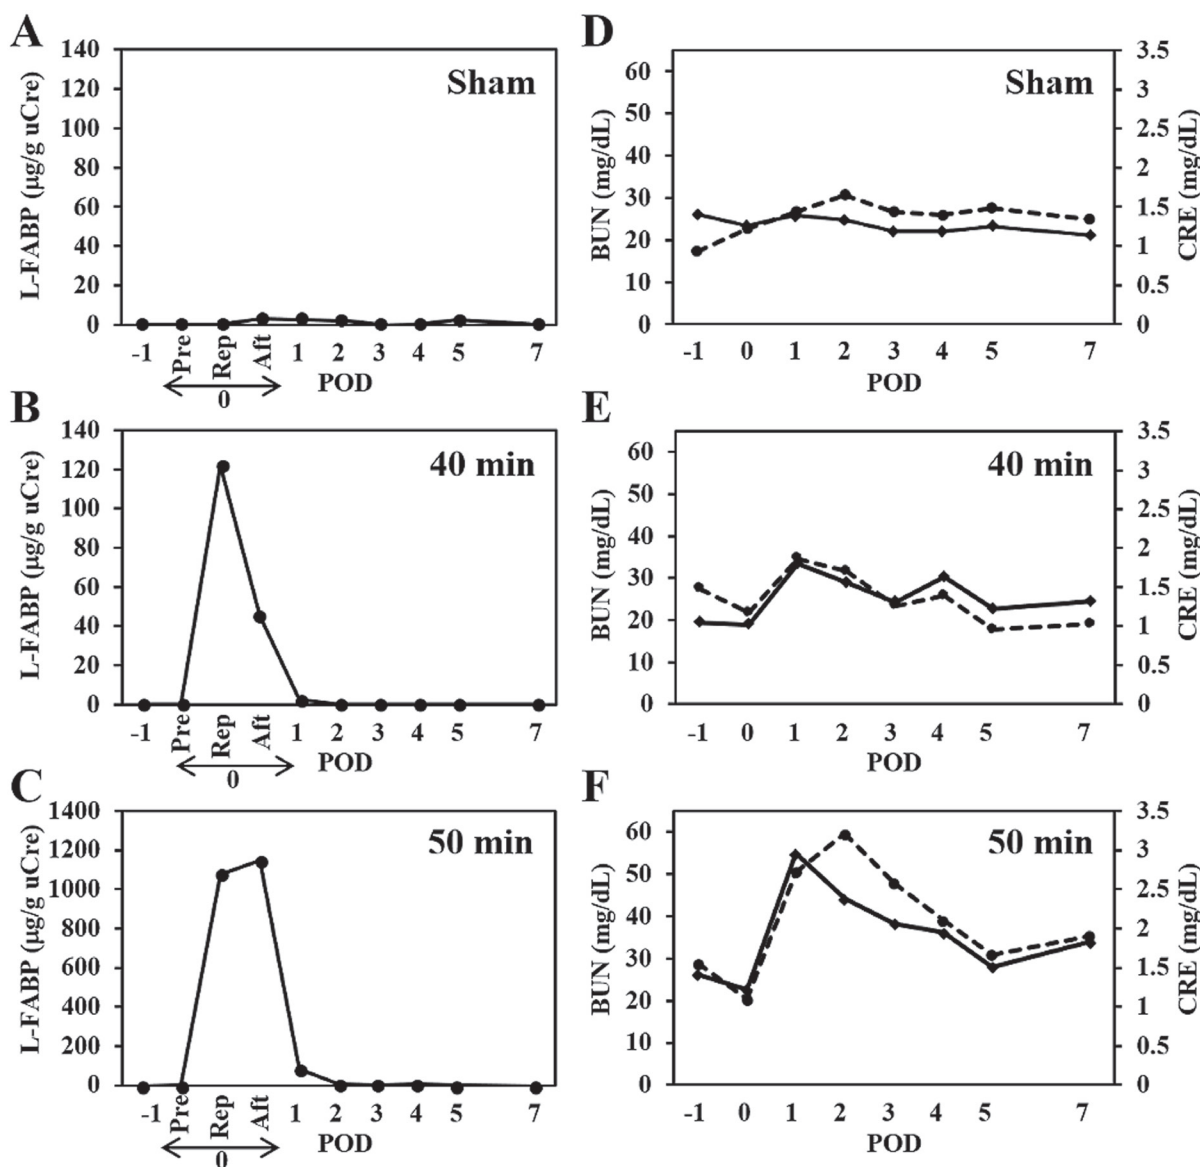 A
L-FABP (μg/g uCre)
140
120
100
80
60
40
20
0
Sham
-1 Pre Rep Aft 1 2 3 4 5 7
0
POD
D
BUN (mg/dL)
60
50
40
30
20
10
0
Sham
3.5
3
2.5
2
1.5
1
0.5
0
CRE (mg/dL)
-1 0 1 2 3 4 5 7
POD
B
L-FABP (μg/g uCre)
140
120
100
80
60
40
20
0
40 min
-1 Pre Rep Aft 1 2 3 4 5 7
0
POD
E
BUN (mg/dL)
60
50
40
30
20
10
0
40 min
3.5
3
2.5
2
1.5
1
0.5
0
CRE (mg/dL)
-1 0 1 2 3 4 5 7
POD
C
L-FABP (μg/g uCre)
1400
1200
1000
800
600
400
200
0
50 min
-1 Pre Rep Aft 1 2 3 4 5 7
0
POD
F
BUN (mg/dL)
60
50
40
30
20
10
0
50 min
3.5
3
2.5
2
1.5
1
0.5
0
CRE (mg/dL)
-1 0 1 2 3 4 5 7
POD